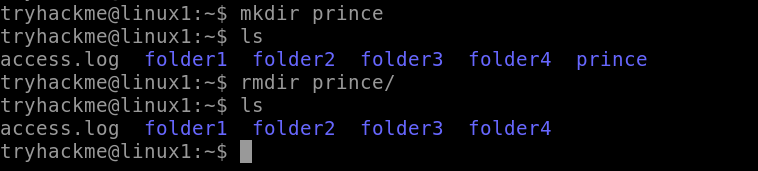 tryhackme@linux1:~$ mkdir prince
tryhackme@linux1:~$ ls
access.log  folder1  folder2  folder3  folder4  prince
tryhackme@linux1:~$ rmdir prince/
tryhackme@linux1:~$ ls
access.log  folder1  folder2  folder3  folder4
tryhackme@linux1:~$